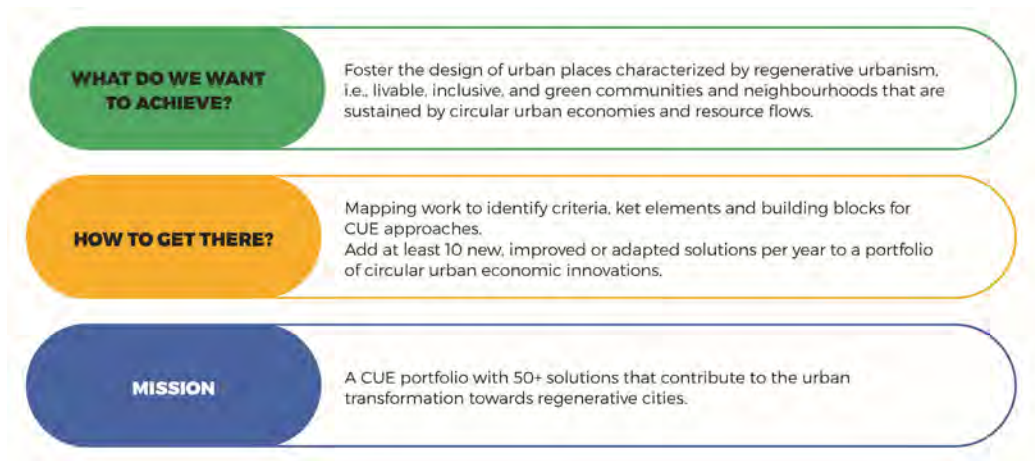 WHAT DO WE WANT
TO ACHIEVE?
Foster the design of urban places characterized by regenerative urbanism,
i.e., livable, inclusive, and green communities and neighbourhoods that are
sustained by circular urban economies and resource flows.
HOW TO GET THERE?
Mapping work to identify criteria, ket elements and building blocks for
CUE approaches.
Add at least 10 new, improved or adapted solutions per year to a portfolio
of circular urban economic innovations.
MISSION
A CUE portfolio with 50+ solutions that contribute to the urban
transformation towards regenerative cities.